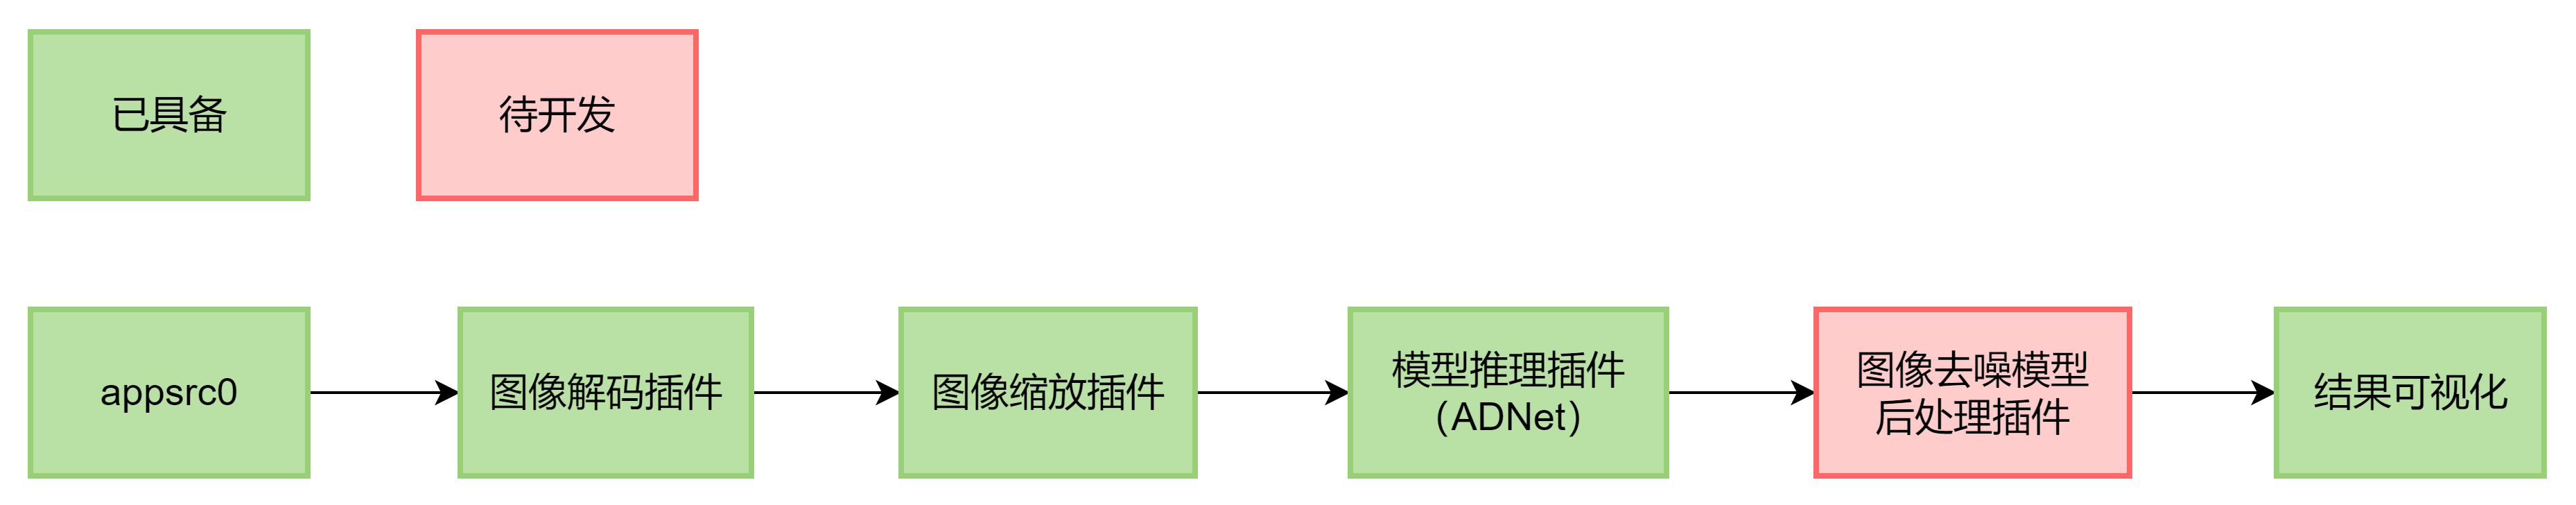 已具备
待开发
appsrc0
图像解码插件
图像缩放插件
模型推理插件
（ADNet）
图像去噪模型
后处理插件
结果可视化